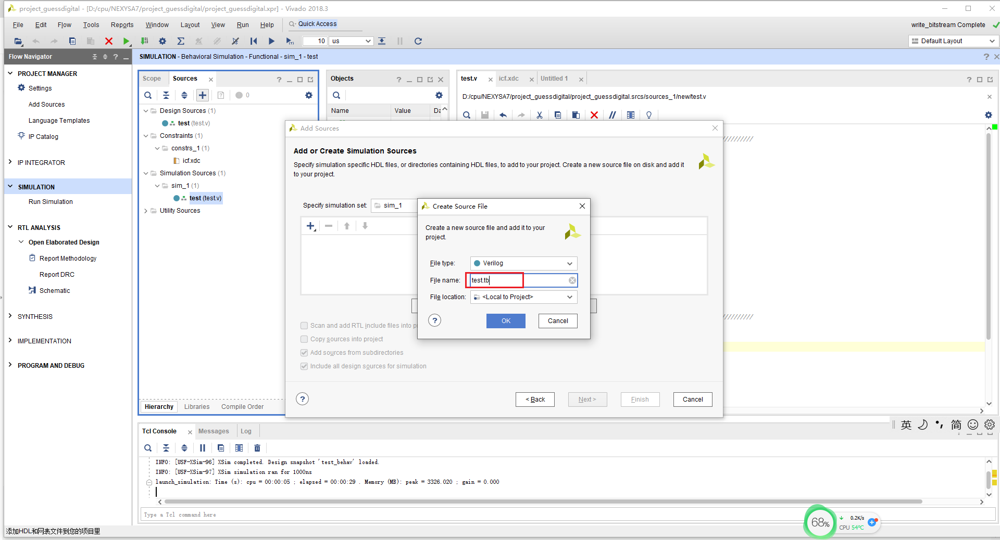 project_guessdigital - [D:/cpu/NEXYSA7/project_guessdigital/project_guessdigital.xpr] - Vivado 2018.3
File Edit Flow Tools Reports Window Layout View Run Help Quick Access write_bitstream Complete
10 us Default Layout
Flow Navigator
SIMULATION - Behavioral Simulation - Functional - sim_1 - test
PROJECT MANAGER
Settings
Add Sources
Language Templates
IP Catalog
IP INTEGRATOR
SIMULATION
Run Simulation
RTL ANALYSIS
Open Elaborated Design
Report Methodology
Report DRC
Schematic
SYNTHESIS
IMPLEMENTATION
PROGRAM AND DEBUG
Scope Sources
0
Design Sources (1)
test (test.v)
Constraints (1)
constrs_1 (1)
icf.xdc
Simulation Sources (1)
sim_1 (1)
test (test.v)
Utility Sources
Hierarchy Libraries Compile Order
Objects
Name Value Da
test.v icf.xdc Untitled 1
D:/cpu/NEXYSA7/project_guessdigital/project_guessdigital.srcs/sources_1/new/test.v
///////////
///////////
Add Sources
Add or Create Simulation Sources
Specify simulation specific HDL files, or directories containing HDL files, to add to your project. Create a new source file on disk and add it
to your project.
Specify simulation set: sim_1
Scan and add RTL include files into p
Copy sources into project
Add sources from subdirectories
Include all design sources for simulation
< Back Next > Finish Cancel
Create Source File
Create a new source file and add it to your
project.
File type: Verilog
File name: test.tb
File location: <Local to Project>
OK Cancel
英 简
Tcl Console Messages Log
INFO: [USF-XSim-96] XSim completed. Design snapshot 'test_behav' loaded.
INFO: [USF-XSim-97] XSim simulation ran for 1000ns
launch_simulation: Time (s): cpu = 00:00:05 ; elapsed = 00:00:29 . Memory (MB): peak = 3326.020 ; gain = 0.000
Type a Tcl command here
68%
0.2K/s
CPU 54℃
添加HDL和网表文件到您的项目里